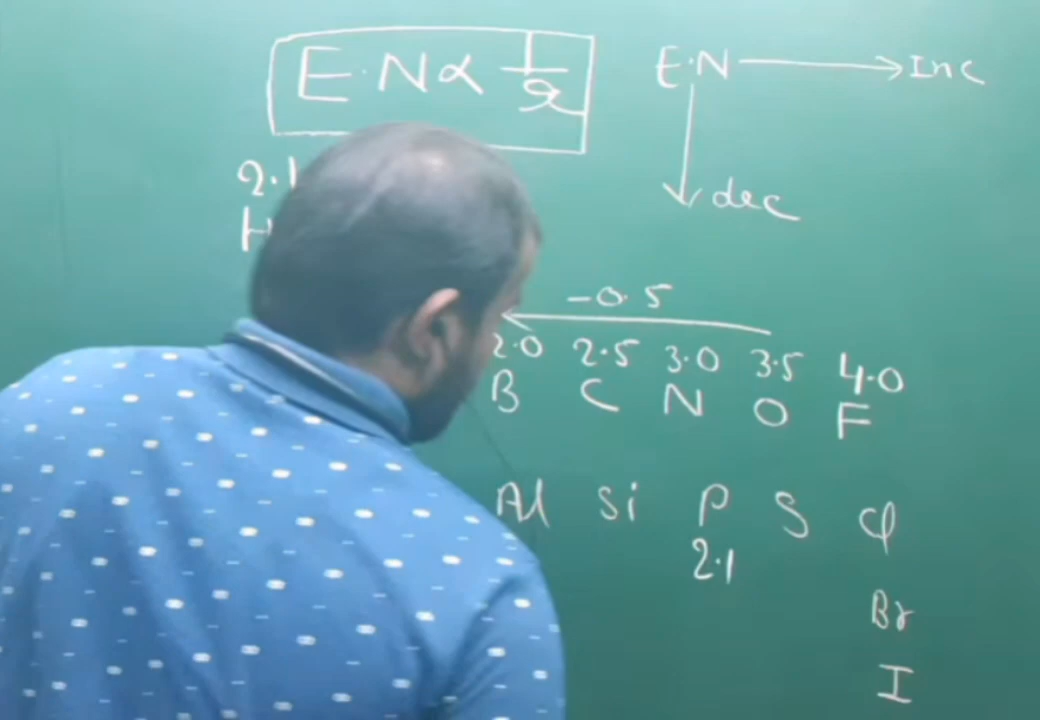 E·N ∝ 1/r E·N → Inc
↓ dec
2.1
H
-0.5
2.0 2.5 3.0 3.5 4.0
B C N O F
Al Si P S Cl
2.1
Br
I